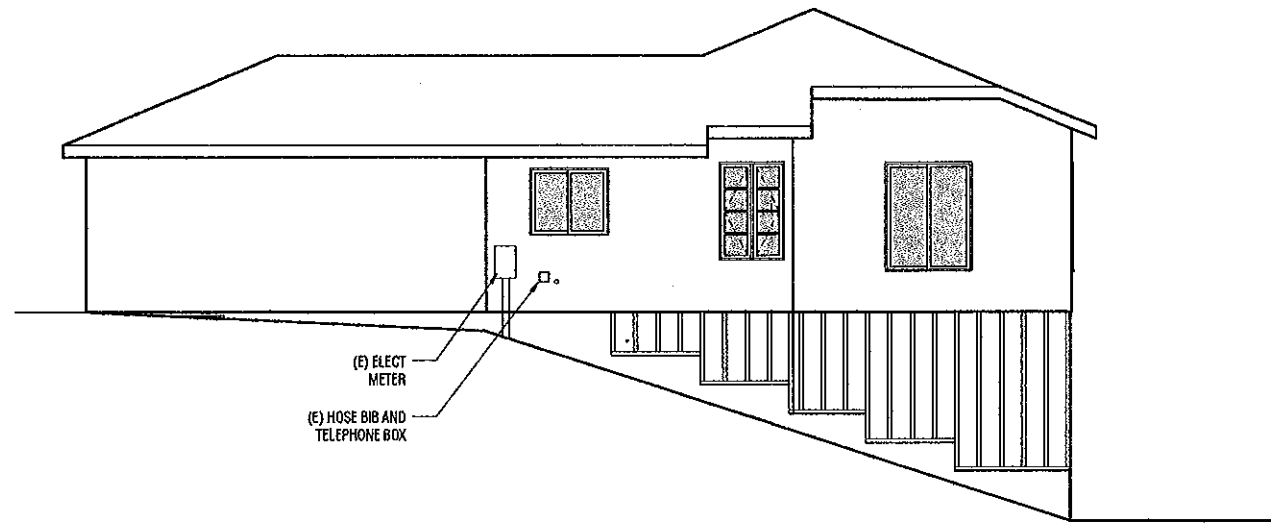 (E) ELECT
METER
(E) HOSE BIB AND
TELEPHONE BOX